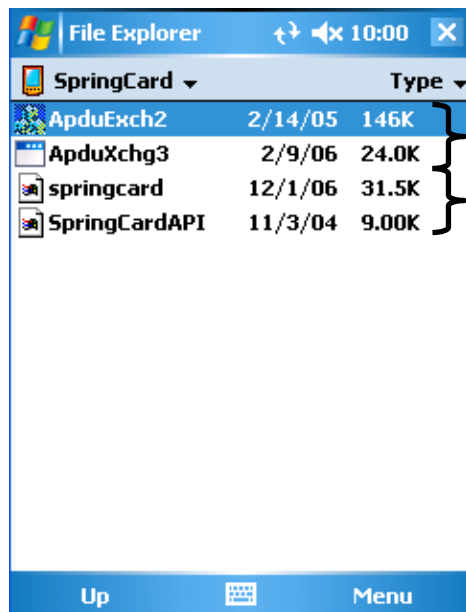 File Explorer 10:00
SpringCard Type
ApduExch2 2/14/05 146K
ApduXchg3 2/9/06 24.0K
springcard 12/1/06 31.5K
SpringCardAPI 11/3/04 9.00K
Up Menu